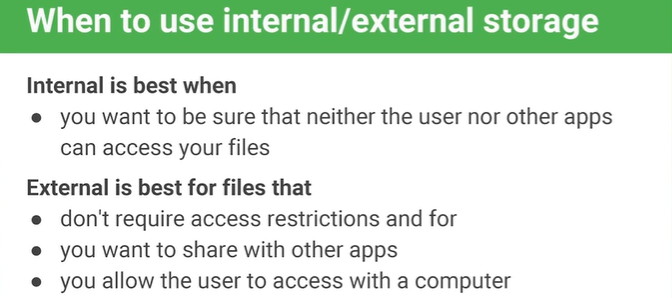 When to use internal/external storage
Internal is best when
● you want to be sure that neither the user nor other apps
can access your files
External is best for files that
● don't require access restrictions and for
● you want to share with other apps
● you allow the user to access with a computer